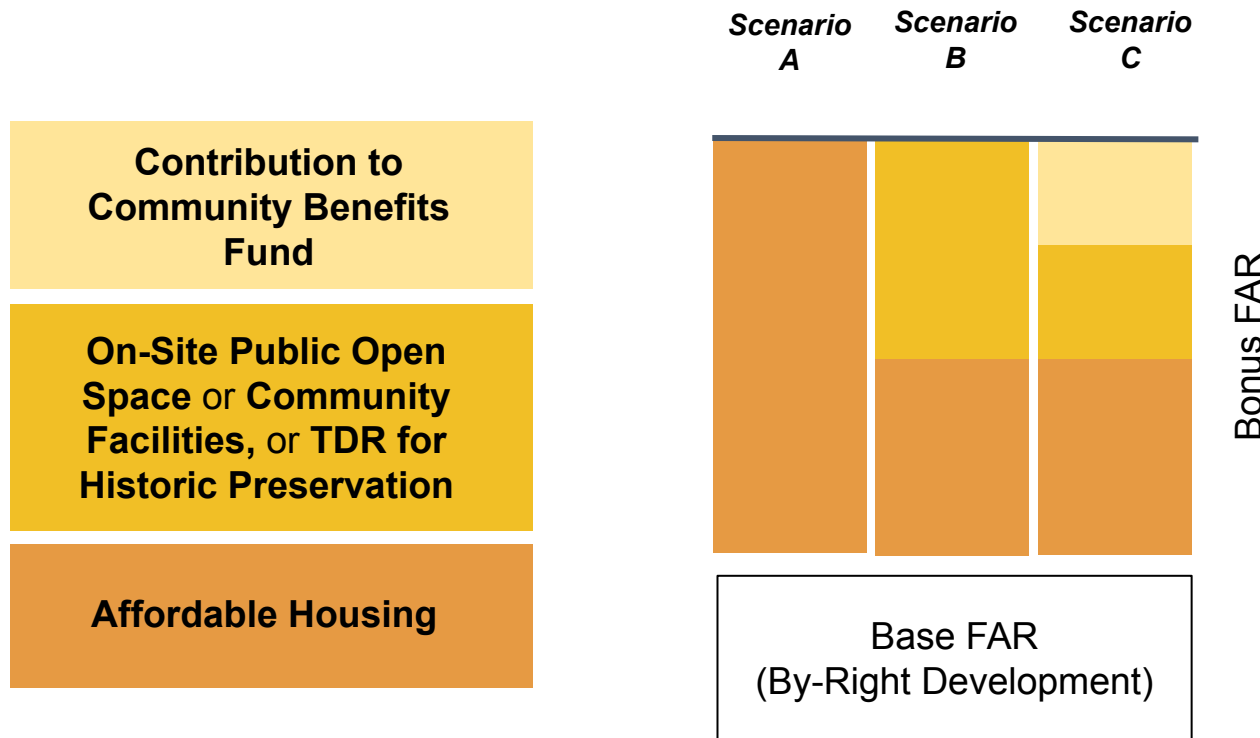 Scenario
A
Scenario
B
Scenario
C
Contribution to
Community Benefits
Fund
On-Site Public Open
Space or Community
Facilities, or TDR for
Historic Preservation
Affordable Housing
Bonus FAR
Base FAR
(By-Right Development)